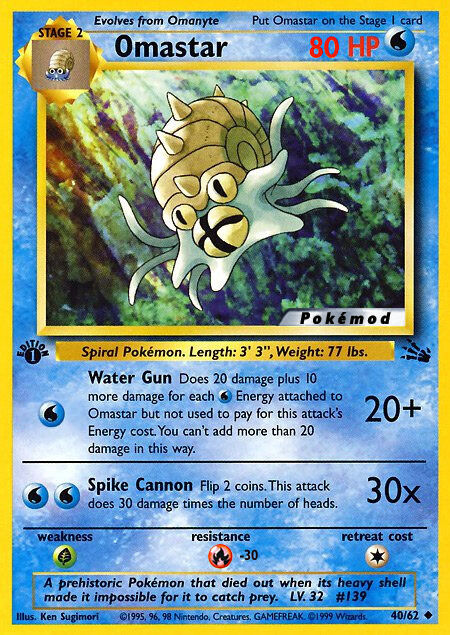 Evolves from Omanyte Put Omastar on the Stage 1 card
STAGE 2
Omastar 80 HP
Pokémod
EDITION
1
Spiral Pokémon. Length: 3' 3", Weight: 77 lbs.
Water Gun Does 20 damage plus 10
more damage for each Energy attached to
Omastar but not used to pay for this attack's
Energy cost. You can't add more than 20
damage in this way.
20+
Spike Cannon Flip 2 coins. This attack
does 30 damage times the number of heads.
30x
weakness resistance retreat cost
-30
A prehistoric Pokémon that died out when its heavy shell
made it impossible for it to catch prey. LV. 32 #139
Illus. Ken Sugimori ©1995, 96, 98 Nintendo, Creatures, GAMEFREAK. ©1999 Wizards. 40/62